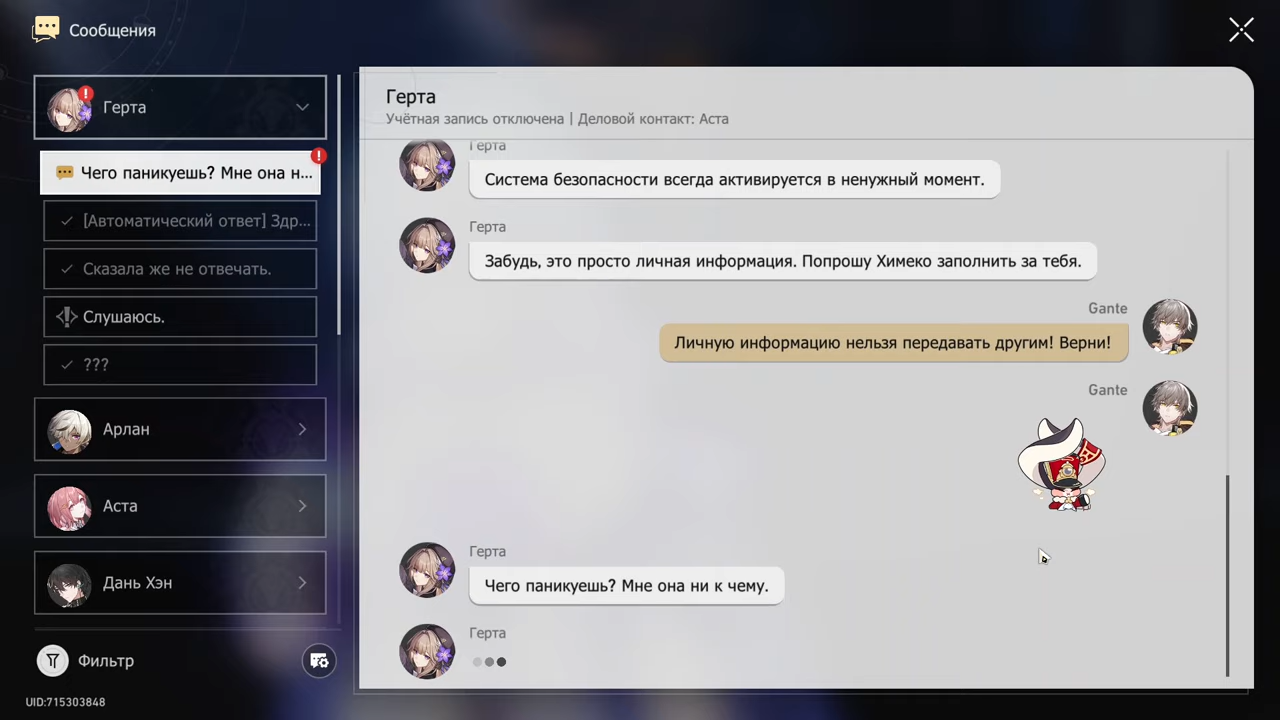 Сообщения
Герта
Чего паникуешь? Мне она н...
[Автоматический ответ] Здр...
Сказала же не отвечать.
Слушаюсь.
???
Арлан
Аста
Дань Хэн
Фильтр
UID:715303848
Герта
Учётная запись отключена | Деловой контакт: Аста
Герта
Система безопасности всегда активируется в ненужный момент.
Герта
Забудь, это просто личная информация. Попрошу Химеко заполнить за тебя.
Gante
Личную информацию нельзя передавать другим! Верни!
Gante
Герта
Чего паникуешь? Мне она ни к чему.
Герта